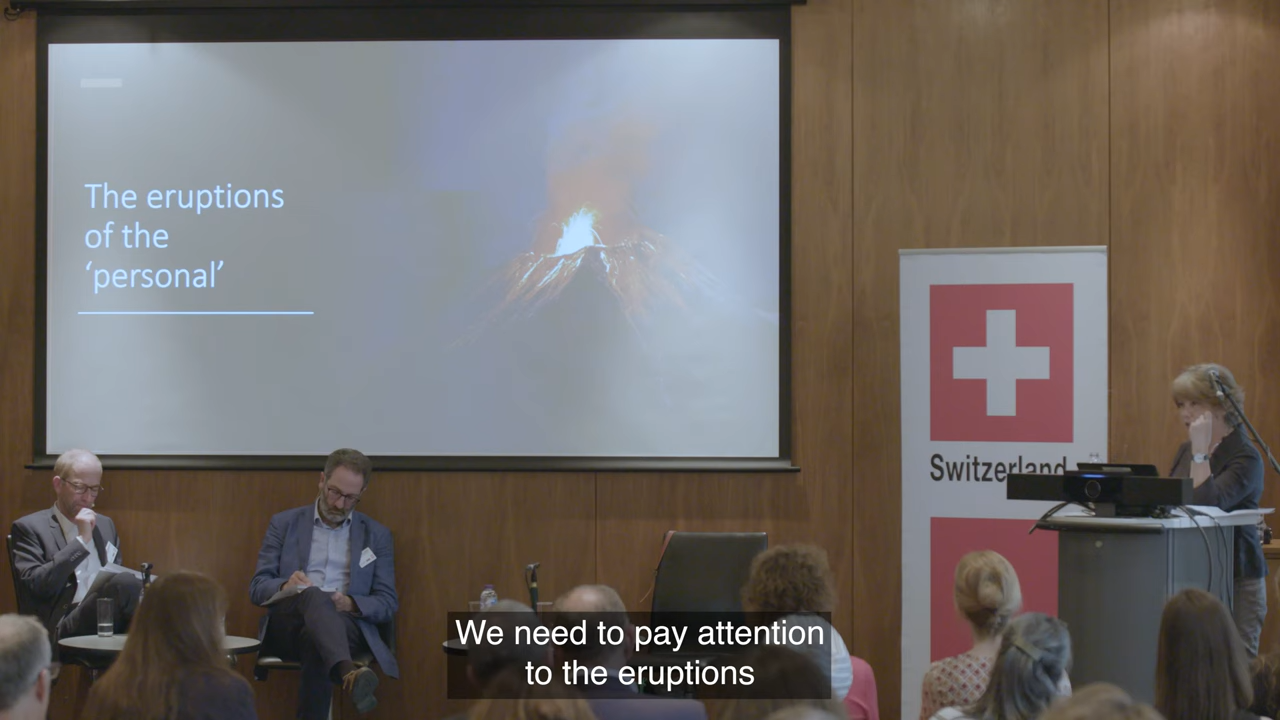 The eruptions
of the
‘personal’
Switzerland
We need to pay attention
to the eruptions